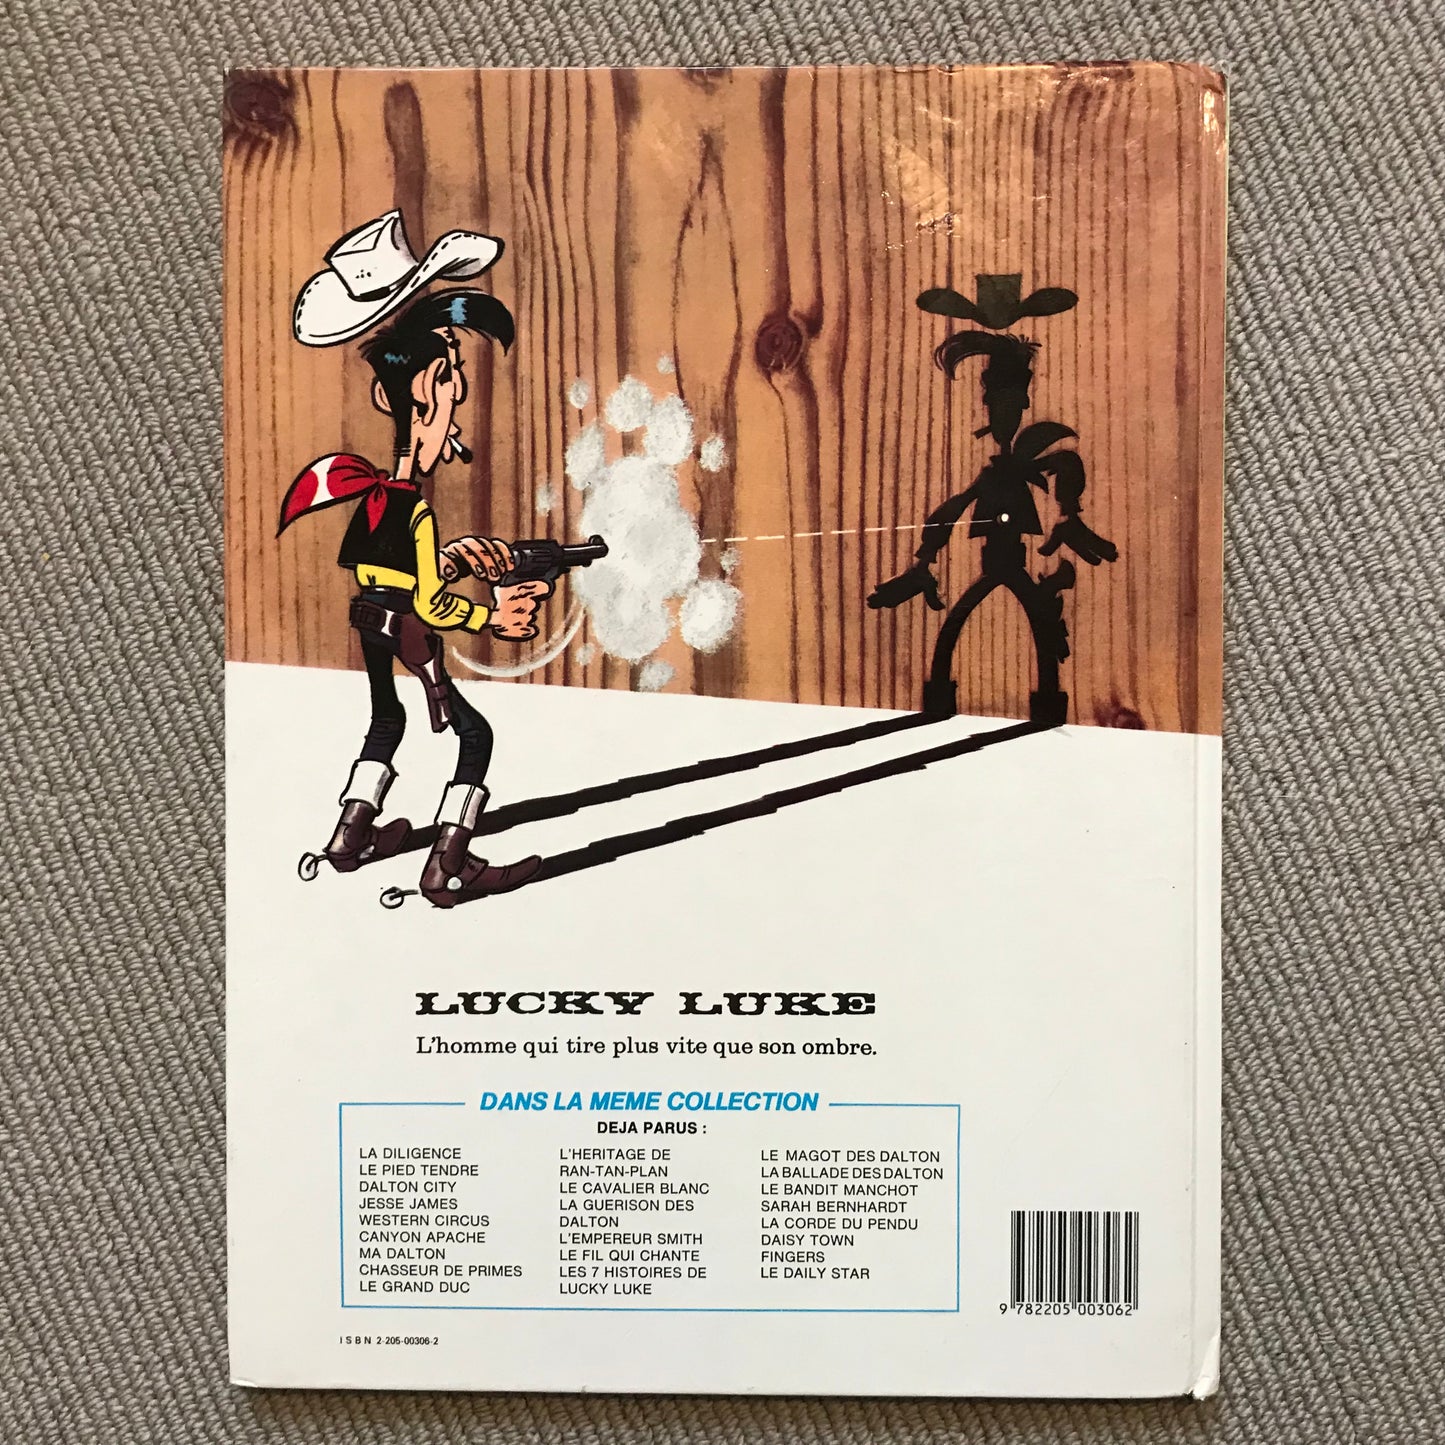 LUCKY LUKE
L'homme qui tire plus vite que son ombre.
DANS LA MEME COLLECTION
DEJA PARUS :
LA DILIGENCE
LE PIED TENDRE
DALTON CITY
JESSE JAMES
WESTERN CIRCUS
CANYON APACHE
MA DALTON
CHASSEUR DE PRIMES
LE GRAND DUC
L'HERITAGE DE
RAN-TAN-PLAN
LE CAVALIER BLANC
LA GUERISON DES
DALTON
L'EMPEREUR SMITH
LE FIL QUI CHANTE
LES 7 HISTOIRES DE
LUCKY LUKE
LE MAGOT DES DALTON
LA BALLADE DES DALTON
LE BANDIT MANCHOT
SARAH BERNHARDT
LA CORDE DU PENDU
DAISY TOWN
FINGERS
LE DAILY STAR
9 782205 003062
ISBN 2-205-00306-2